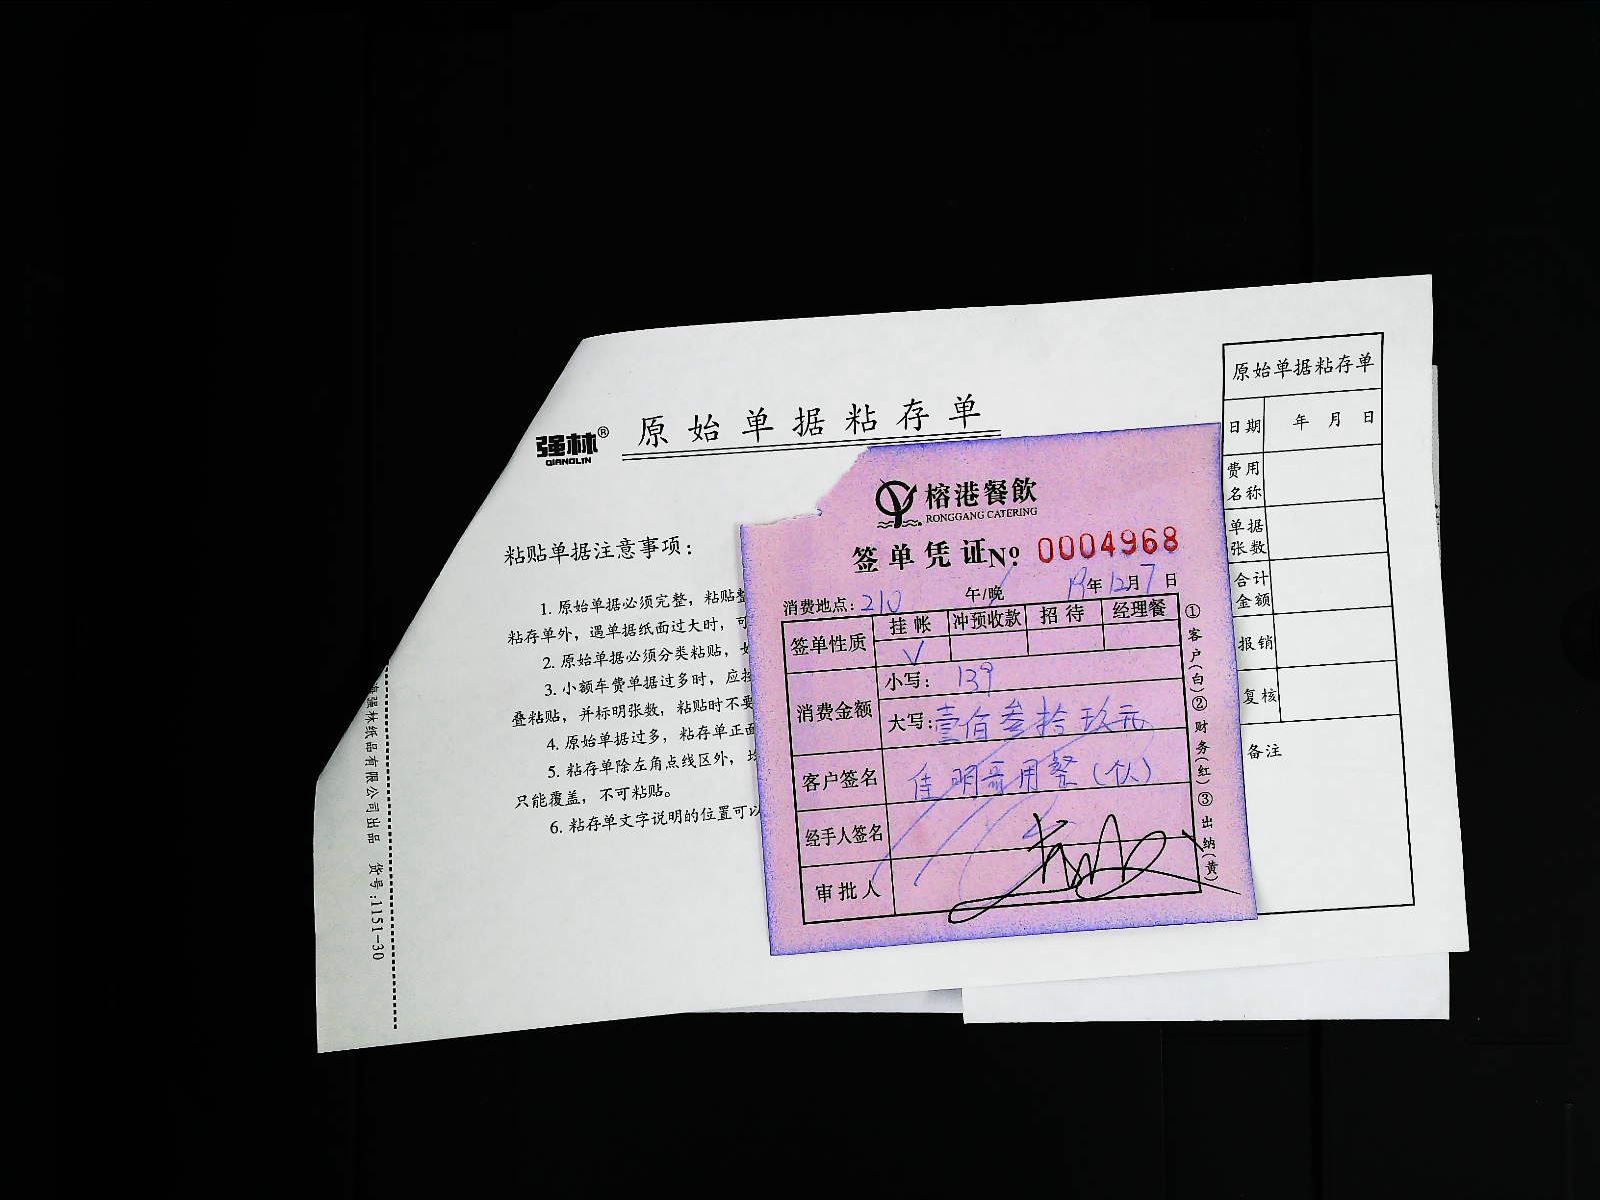 强林®
QIANGLIN
原始单据粘存单
粘贴单据注意事项：
1. 原始单据必须完整，粘贴整
粘存单外，遇单据纸面过大时，可
2. 原始单据必须分类粘贴，如
3. 小额车费单据过多时，应按
叠粘贴，并标明张数，粘贴时不要
4. 原始单据过多，粘存单正面
5. 粘存单除左角点线区外，均
只能覆盖，不可粘贴。
6. 粘存单文字说明的位置可以
强林纸品有限公司出品 货号:1151-30
榕港餐飲
RONGGANG CATERING
签单凭证№ 0004968
消费地点: 210 午/晚 19年12月7日
签单性质 挂帐 冲预收款 招待 经理餐
√
消费金额 小写: 139
大写: 壹佰叁拾玖元
客户签名 佳明哥用餐
经手人签名
审批人
①客户(白)②财务(红)③出纳(黄)
原始单据粘存单
日期 年 月 日
费用名称
单据张数
合计金额
报销
复核
备注